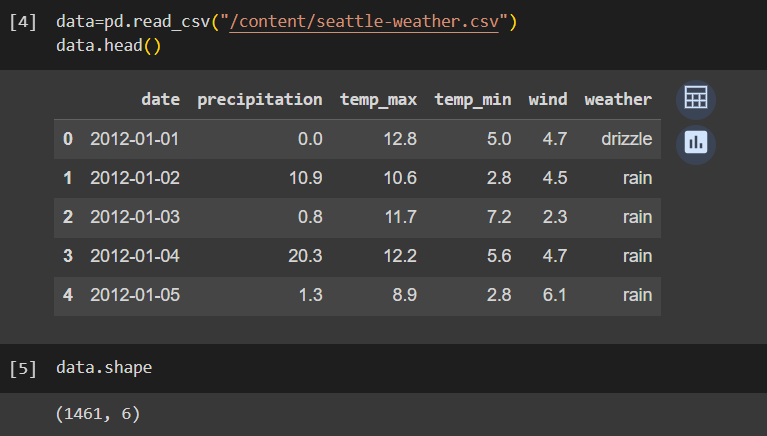 [4] data=pd.read_csv("/content/seattle-weather.csv")
data.head()
date precipitation temp_max temp_min wind weather
0 2012-01-01 0.0 12.8 5.0 4.7 drizzle
1 2012-01-02 10.9 10.6 2.8 4.5 rain
2 2012-01-03 0.8 11.7 7.2 2.3 rain
3 2012-01-04 20.3 12.2 5.6 4.7 rain
4 2012-01-05 1.3 8.9 2.8 6.1 rain
[5] data.shape
(1461, 6)